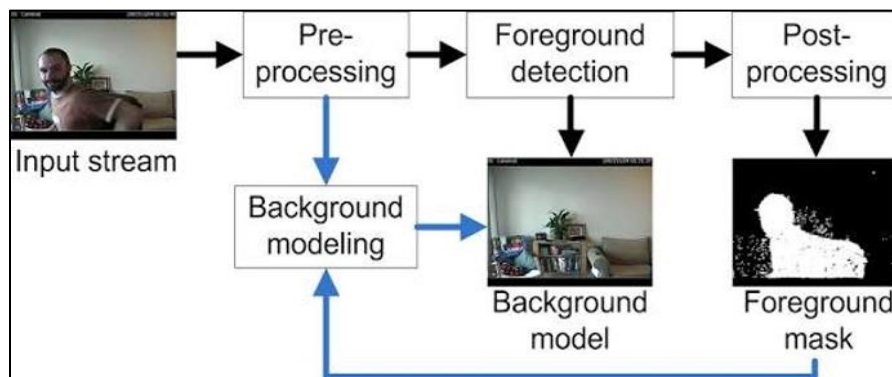 Pre-
processing
Foreground
detection
Post-
processing
Input stream
Background
modeling
Background
model
Foreground
mask